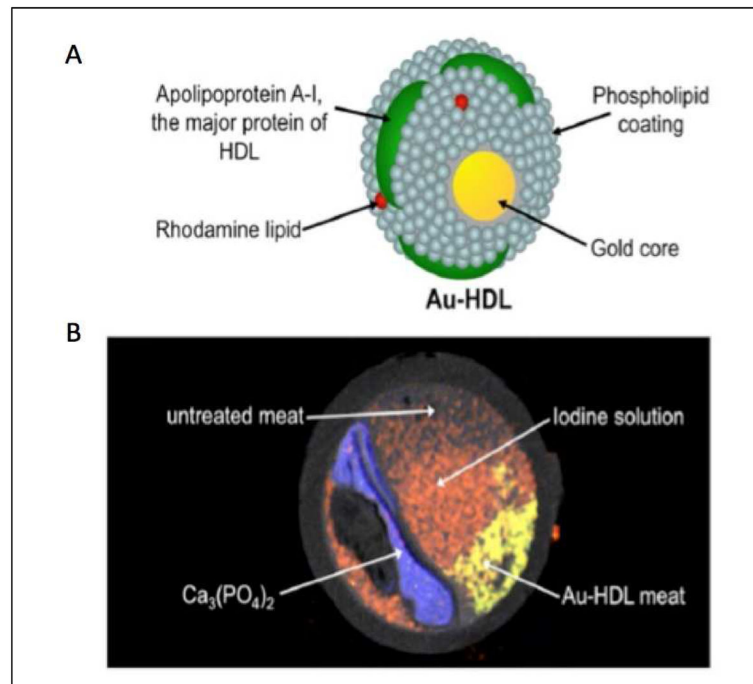 A
Apolipoprotein A-I,
the major protein of
HDL
Phospholipid
coating
Rhodamine lipid
Gold core
Au-HDL
B
untreated meat
Iodine solution
Ca₃(PO₄)₂
Au-HDL meat